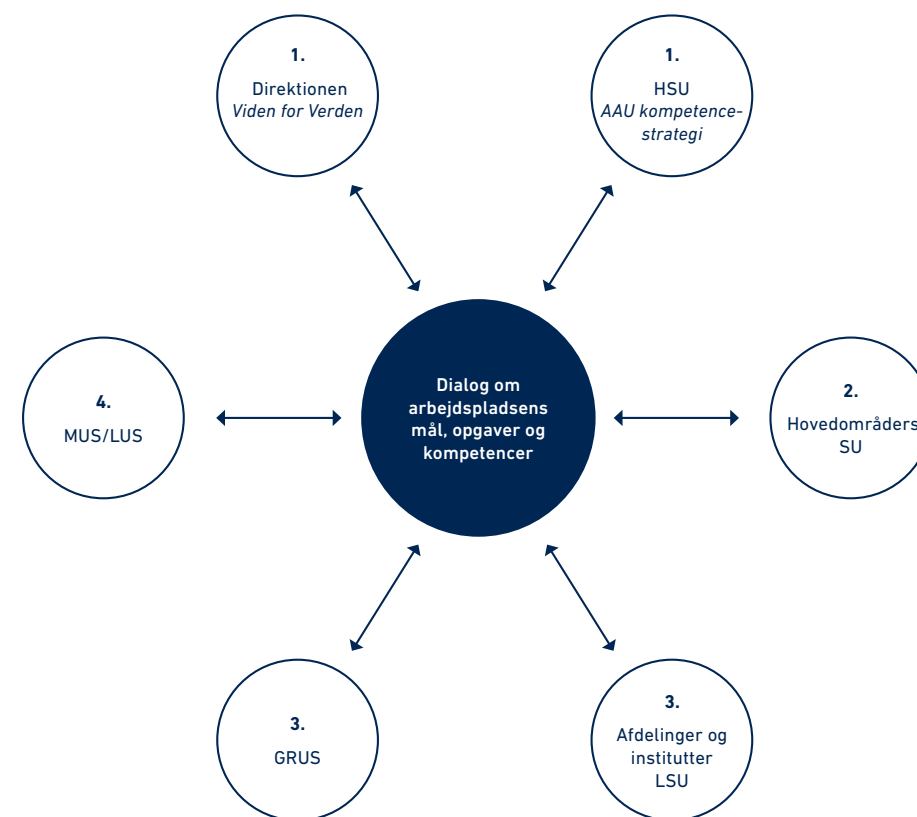 1.
Direktionen
Viden for Verden
1.
HSU
AAU kompetence-
strategi
4.
MUS/LUS
Dialog om
arbejdspladsens
mål, opgaver og
kompetencer
2.
Hovedområders
SU
3.
GRUS
3.
Afdelinger og
institutter
LSU